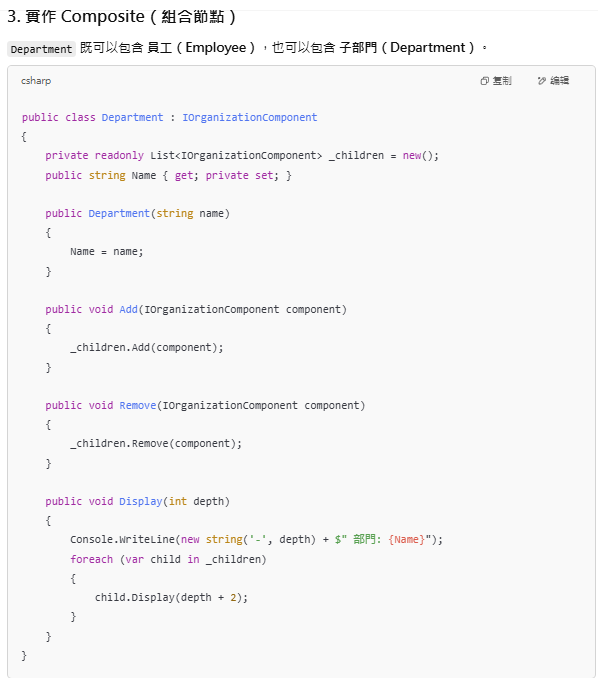 3. 實作 Composite（組合節點）
Department 既可以包含 員工（Employee），也可以包含 子部門（Department）。
csharp 复制 编辑
public class Department : IOrganizationComponent
{
    private readonly List<IOrganizationComponent> _children = new();
    public string Name { get; private set; }

    public Department(string name)
    {
        Name = name;
    }

    public void Add(IOrganizationComponent component)
    {
        _children.Add(component);
    }

    public void Remove(IOrganizationComponent component)
    {
        _children.Remove(component);
    }

    public void Display(int depth)
    {
        Console.WriteLine(new string('-', depth) + $" 部門: {Name}");
        foreach (var child in _children)
        {
            child.Display(depth + 2);
        }
    }
}